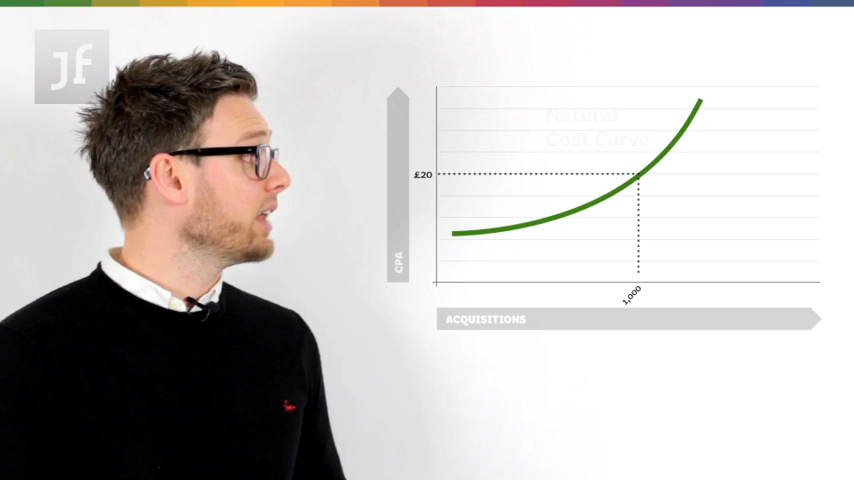 jf
Natural
Cost Curve
£20
CPA
1,000
ACQUISITIONS